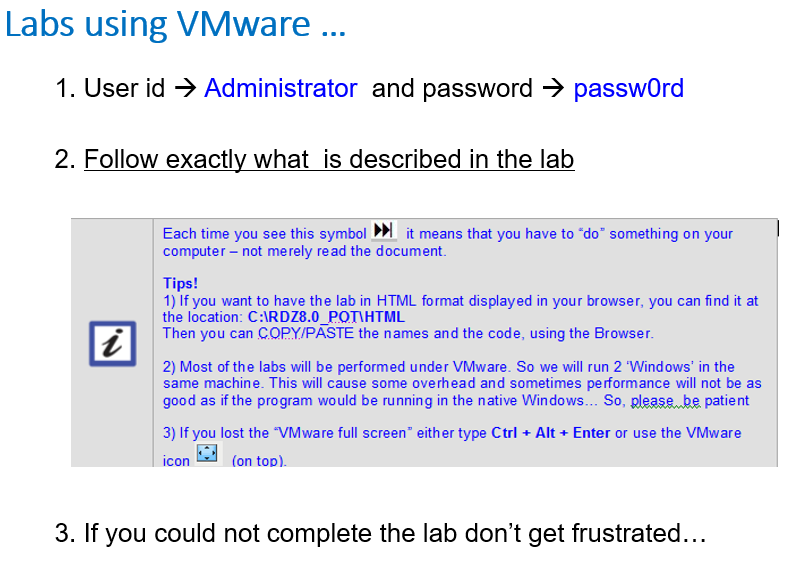 Labs using VMware ...
1. User id → Administrator and password → passw0rd
2. Follow exactly what is described in the lab
Each time you see this symbol it means that you have to “do” something on your
computer – not merely read the document.
Tips!
1) If you want to have the lab in HTML format displayed in your browser, you can find it at
the location: C:\RDZ8.0_POT\HTML
Then you can COPY/PASTE the names and the code, using the Browser.
i
2) Most of the labs will be performed under VMware. So we will run 2 ‘Windows’ in the
same machine. This will cause some overhead and sometimes performance will not be as
good as if the program would be running in the native Windows… So, please be patient
3) If you lost the “VMware full screen” either type Ctrl + Alt + Enter or use the VMware
icon (on top).
3. If you could not complete the lab don’t get frustrated…